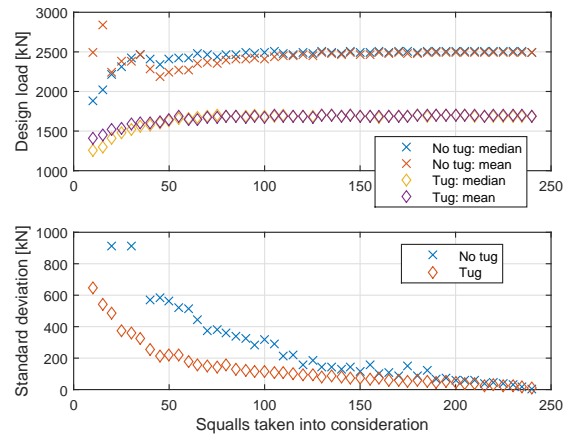 Design load [kN]
3000
2500
2000
1500
1000
0
50
100
150
200
250
No tug: median
No tug: mean
Tug: median
Tug: mean
Standard deviation [kN]
1000
800
600
400
200
0
0
50
100
150
200
250
No tug
Tug
Squalls taken into consideration